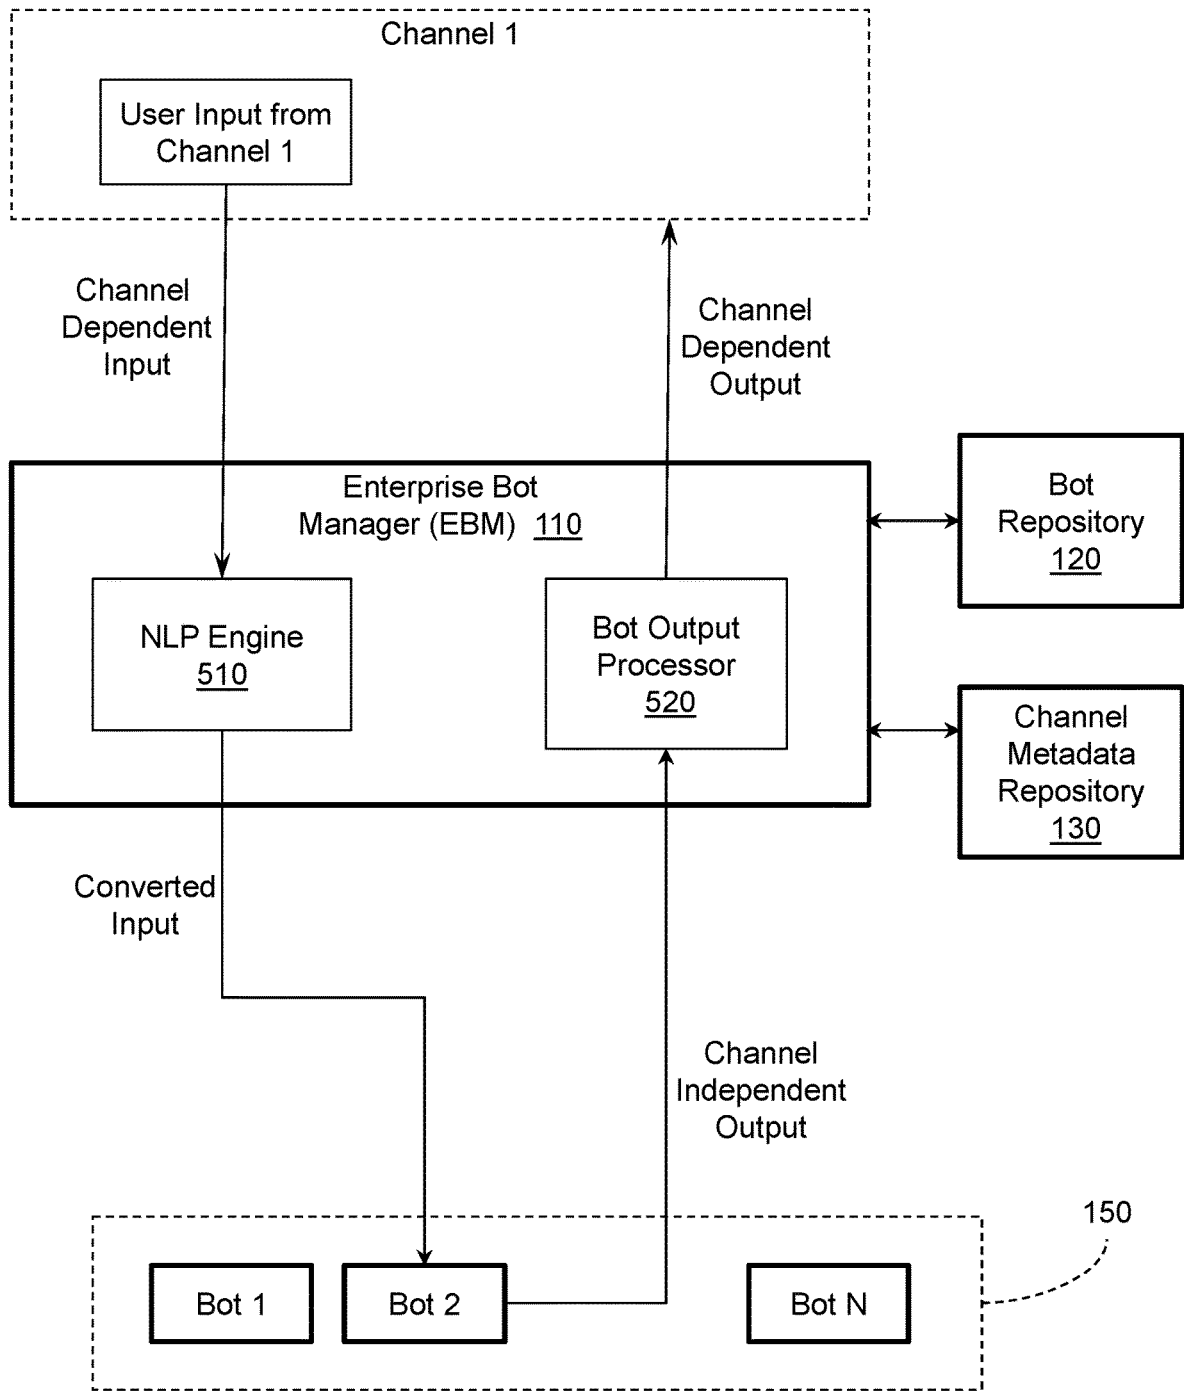 Channel 1
User Input from
Channel 1
Channel
Dependent
Input
Channel
Dependent
Output
Enterprise Bot
Manager (EBM) 110
Bot
Repository
120
NLP Engine
510
Bot Output
Processor
520
Channel
Metadata
Repository
130
Converted
Input
Channel
Independent
Output
150
Bot 1
Bot 2
Bot N